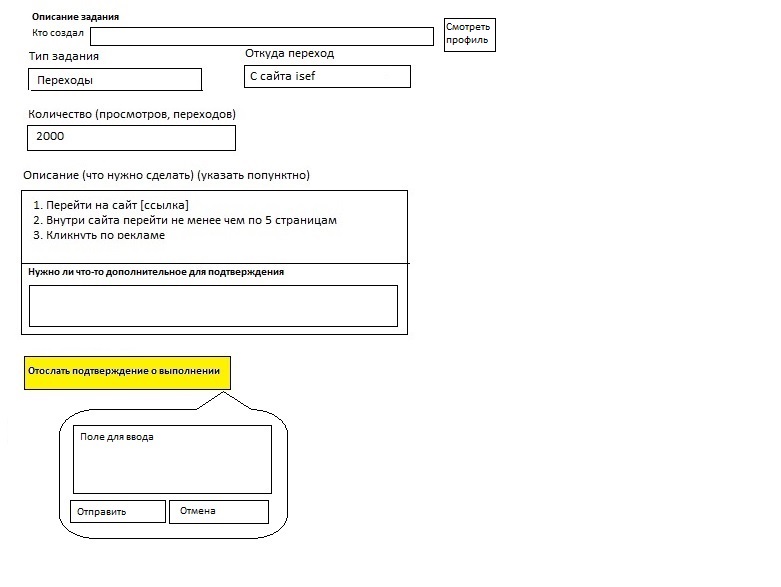 Описание задания
Кто создал
Смотреть
профиль
Тип задания
Откуда переход
Переходы
С сайта isef
Количество (просмотров, переходов)
2000
Описание (что нужно сделать) (указать попунктно)
1. Перейти на сайт [ссылка]
2. Внутри сайта перейти не менее чем по 5 страницам
3. Кликнуть по рекламе
Нужно ли что-то дополнительное для подтверждения
Отослать подтверждение о выполнении
Поле для ввода
Отправить
Отмена